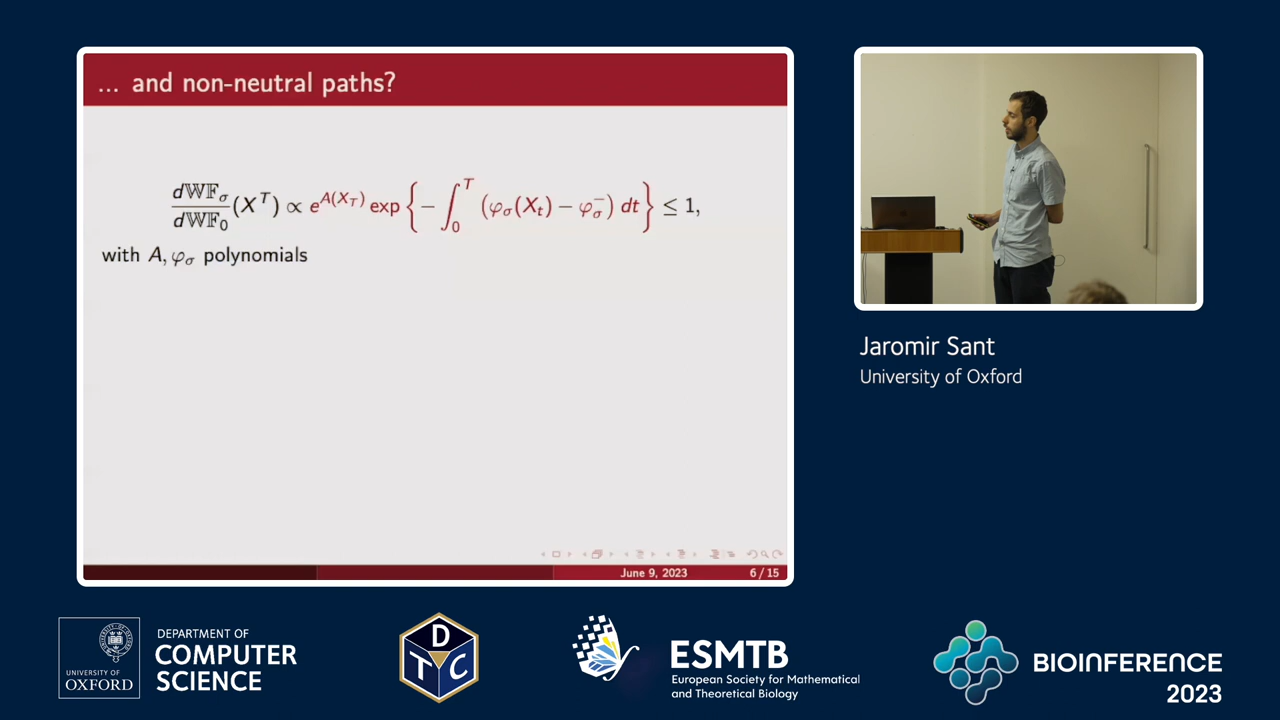 ... and non-neutral paths?
d𝕎𝔽_σ / d𝕎𝔽_0 (X^T) ∝ e^{A(X_T)} exp { − ∫_0^T (φ_σ(X_t) − φ_σ^−) dt } ≤ 1,
with A, φ_σ polynomials
June 9, 2023
6 / 15
Jaromir Sant
University of Oxford
UNIVERSITY OF
OXFORD
DEPARTMENT OF
COMPUTER
SCIENCE
D
T C
ESMTB
European Society for Mathematical
and Theoretical Biology
BIOINFERENCE
2023